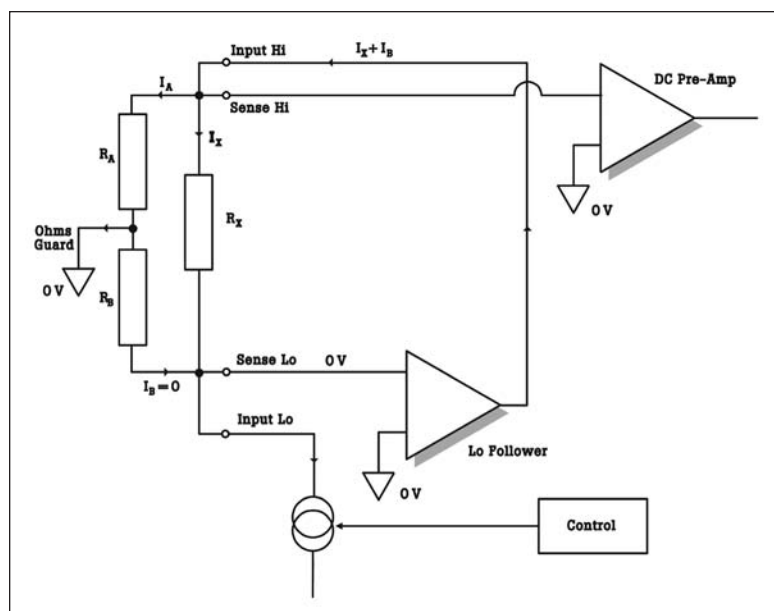 Input Hi
I_X + I_B
DC Pre-Amp
I_A
Sense Hi
I_X
R_A
R_X
0 V
Ohms
Guard
0 V
R_B
Sense Lo
0 V
I_B = 0
Input Lo
Lo Follower
0 V
Control